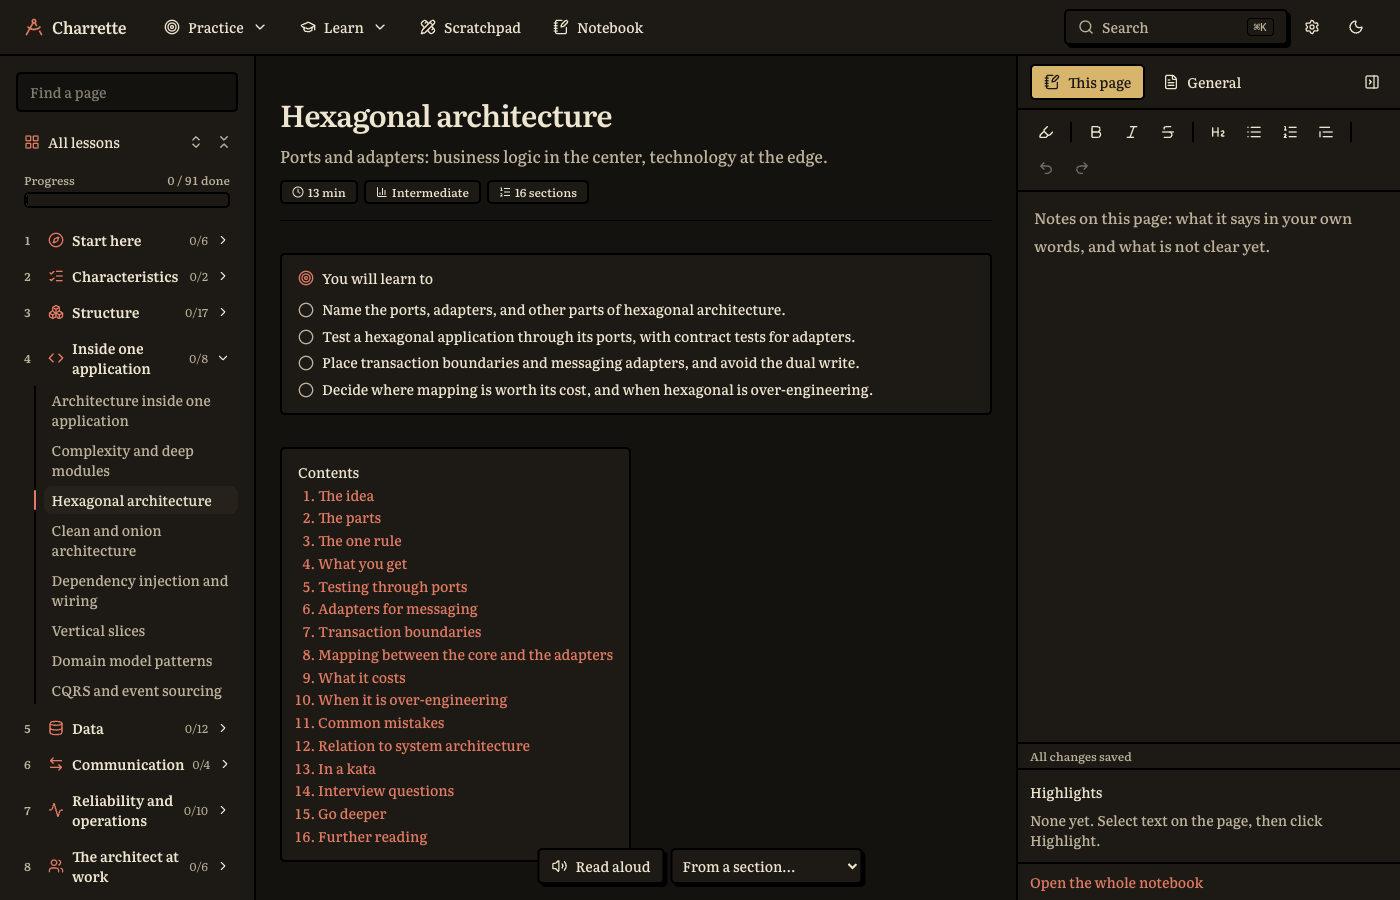 Charrette
Practice
Learn
Scratchpad
Notebook
Search
⌘K
Find a page
All lessons
Progress
0 / 91 done
1 Start here 0/6
2 Characteristics 0/2
3 Structure 0/17
4 Inside one application 0/8
Architecture inside one
application
Complexity and deep
modules
Hexagonal architecture
Clean and onion
architecture
Dependency injection and
wiring
Vertical slices
Domain model patterns
CQRS and event sourcing
5 Data 0/12
6 Communication 0/4
7 Reliability and operations 0/10
8 The architect at work 0/6
Hexagonal architecture
Ports and adapters: business logic in the center, technology at the edge.
13 min
Intermediate
16 sections
You will learn to
Name the ports, adapters, and other parts of hexagonal architecture.
Test a hexagonal application through its ports, with contract tests for adapters.
Place transaction boundaries and messaging adapters, and avoid the dual write.
Decide where mapping is worth its cost, and when hexagonal is over-engineering.
Contents
1. The idea
2. The parts
3. The one rule
4. What you get
5. Testing through ports
6. Adapters for messaging
7. Transaction boundaries
8. Mapping between the core and the adapters
9. What it costs
10. When it is over-engineering
11. Common mistakes
12. Relation to system architecture
13. In a kata
14. Interview questions
15. Go deeper
16. Further reading
Read aloud
From a section...
This page
General
B I S H2
Notes on this page: what it says in your own
words, and what is not clear yet.
All changes saved
Highlights
None yet. Select text on the page, then click
Highlight.
Open the whole notebook